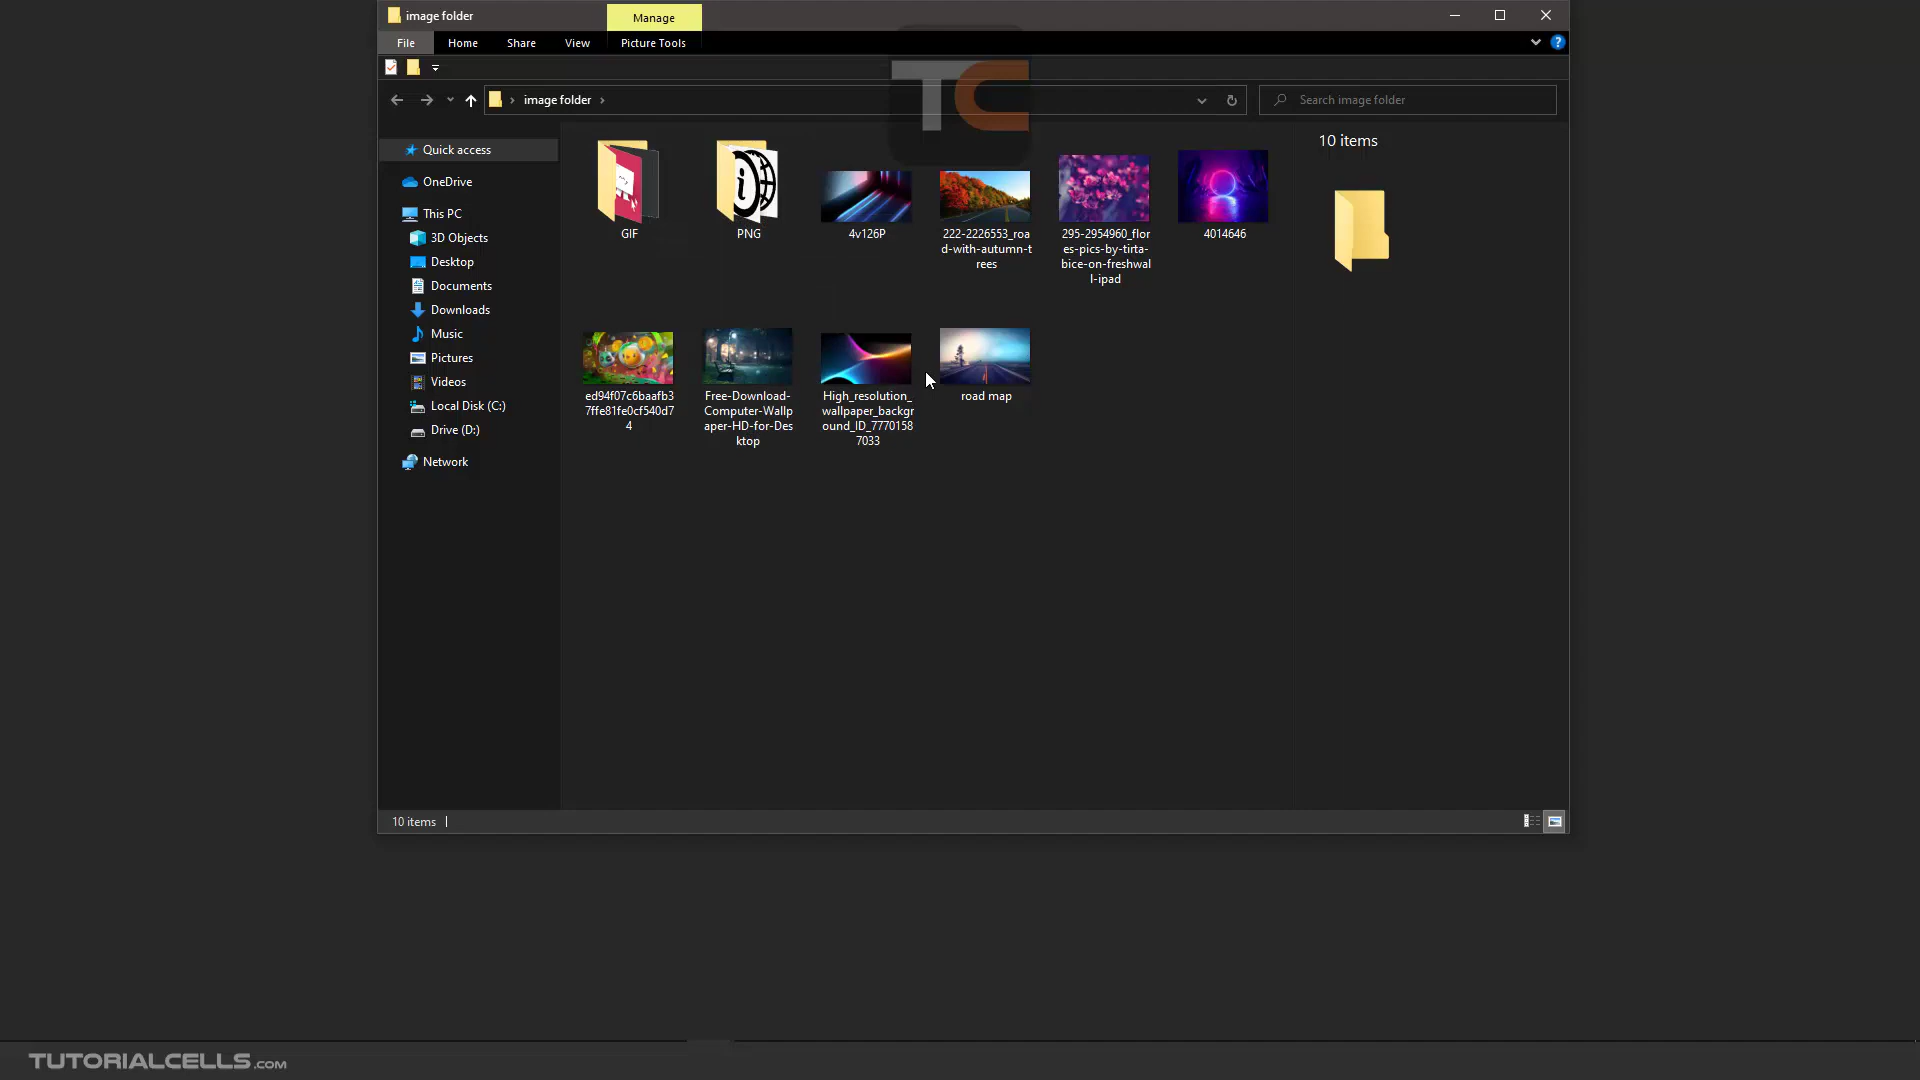 image folder
Manage
File
Home
Share
View
Picture Tools
TC
image folder
Search image folder
Quick access
OneDrive
This PC
3D Objects
Desktop
Documents
Downloads
Music
Pictures
Videos
Local Disk (C:)
Drive (D:)
Network
GIF
PNG
4v126P
222-2226553_roa
d-with-autumn-t
rees
295-2954960_flor
es-pics-by-tirta-
bice-on-freshwal
l-ipad
4014646
ed94f07c6baafb3
7ffe81fe0cf540d7
4
Free-Download-
Computer-Wallp
aper-HD-for-Des
ktop
High_resolution_
wallpaper_backgr
ound_ID_7770158
7033
road map
10 items
10 items
TUTORIALCELLS.COM